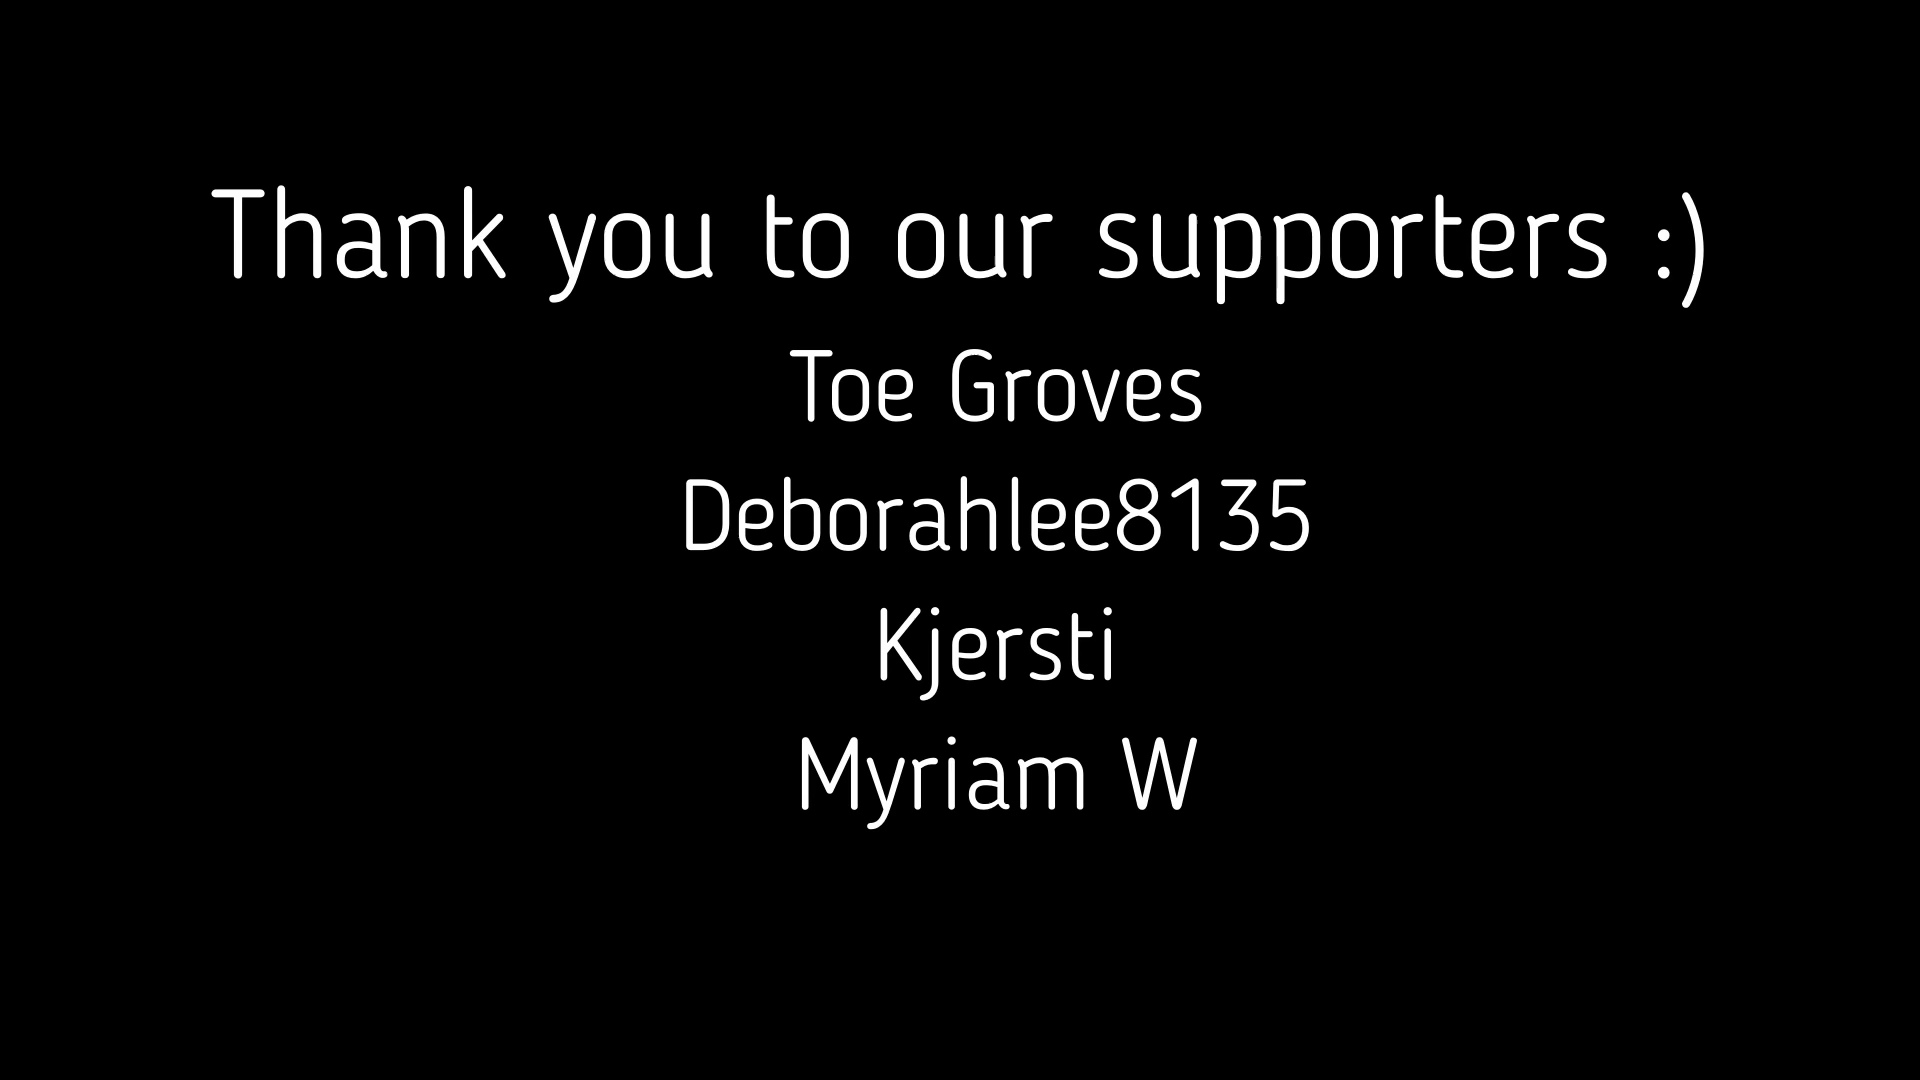 Thank you to our supporters :)
Toe Groves
Deborahlee8135
Kjersti
Myriam W